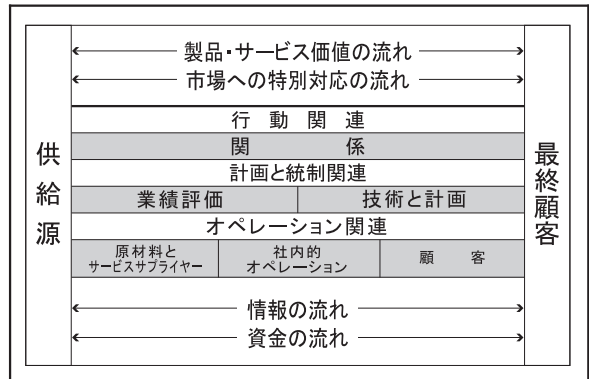 製品・サービス価値の流れ
市場への特別対応の流れ
供給源
行動関連
関係
計画と統制関連
業績評価 技術と計画
オペレーション関連
原材料と
サービスサプライヤー
社内的
オペレーション
顧客
最終顧客
情報の流れ
資金の流れ